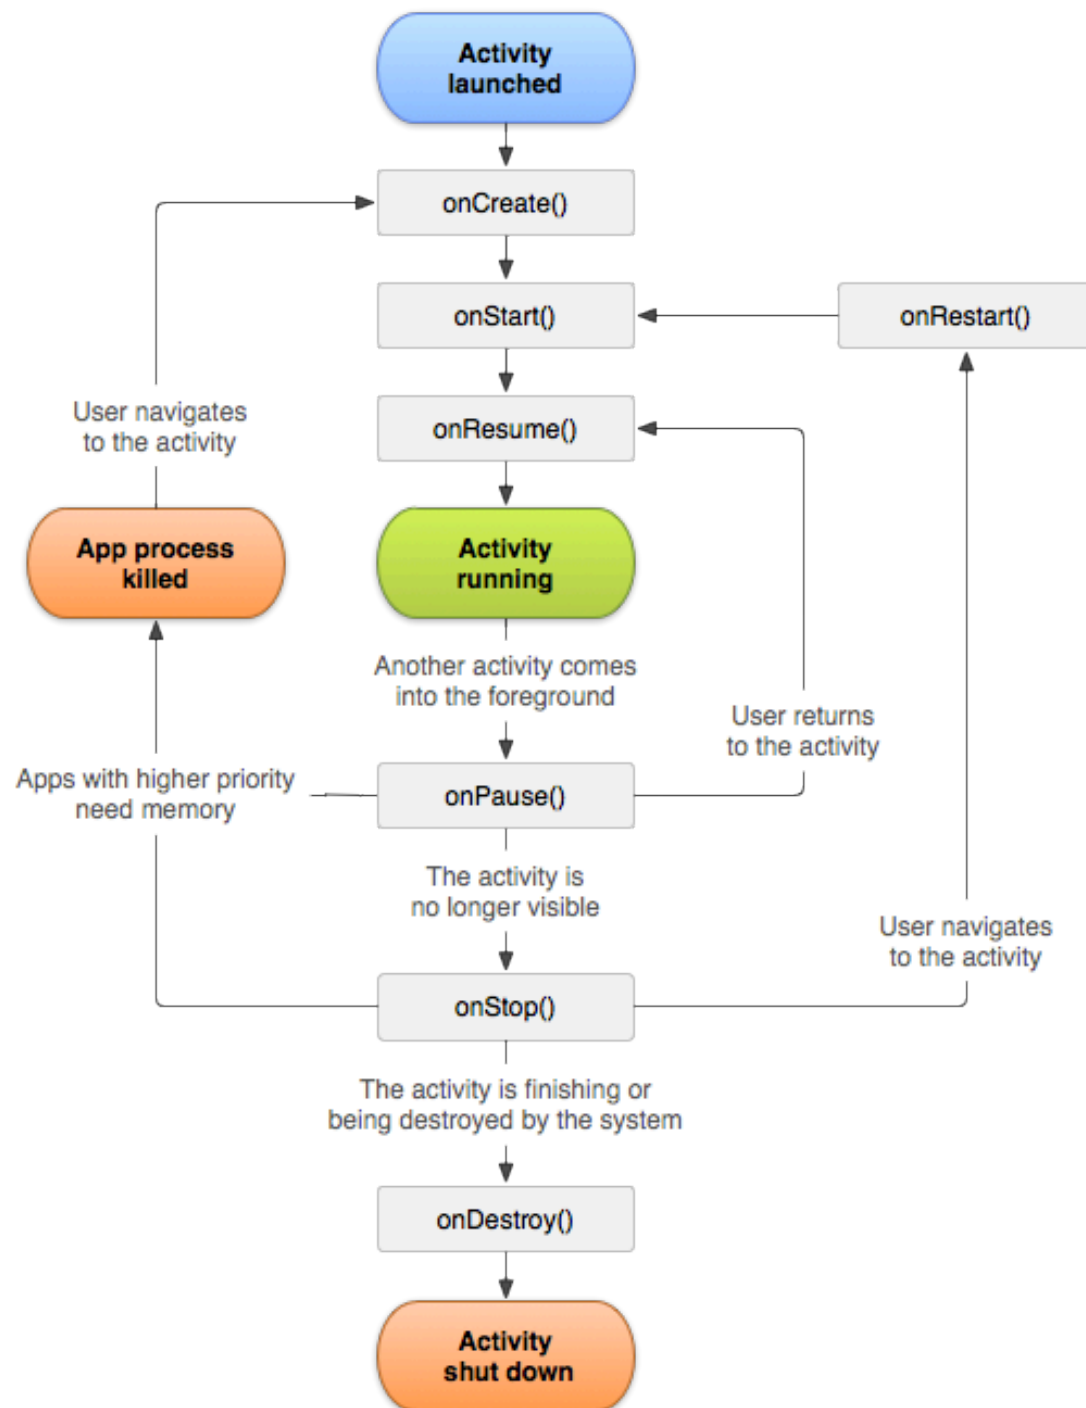 Activity
launched
onCreate()
onStart()
onRestart()
User navigates
to the activity
onResume()
App process
killed
Activity
running
Another activity comes
into the foreground
User returns
to the activity
Apps with higher priority
need memory
onPause()
The activity is
no longer visible
User navigates
to the activity
onStop()
The activity is finishing or
being destroyed by the system
onDestroy()
Activity
shut down